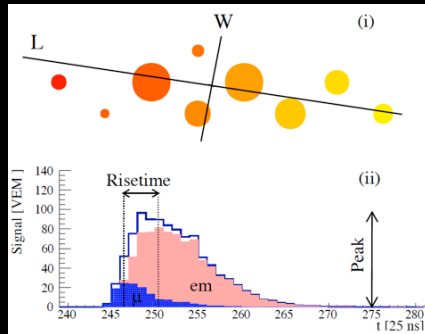 W
(i)
L
Risetime
(ii)
Signal [VEM ]
140
120
100
80
60
40
20
0
Peak
em
μ
240 245 250 255 260 265 270 275 280
t [25 ns]